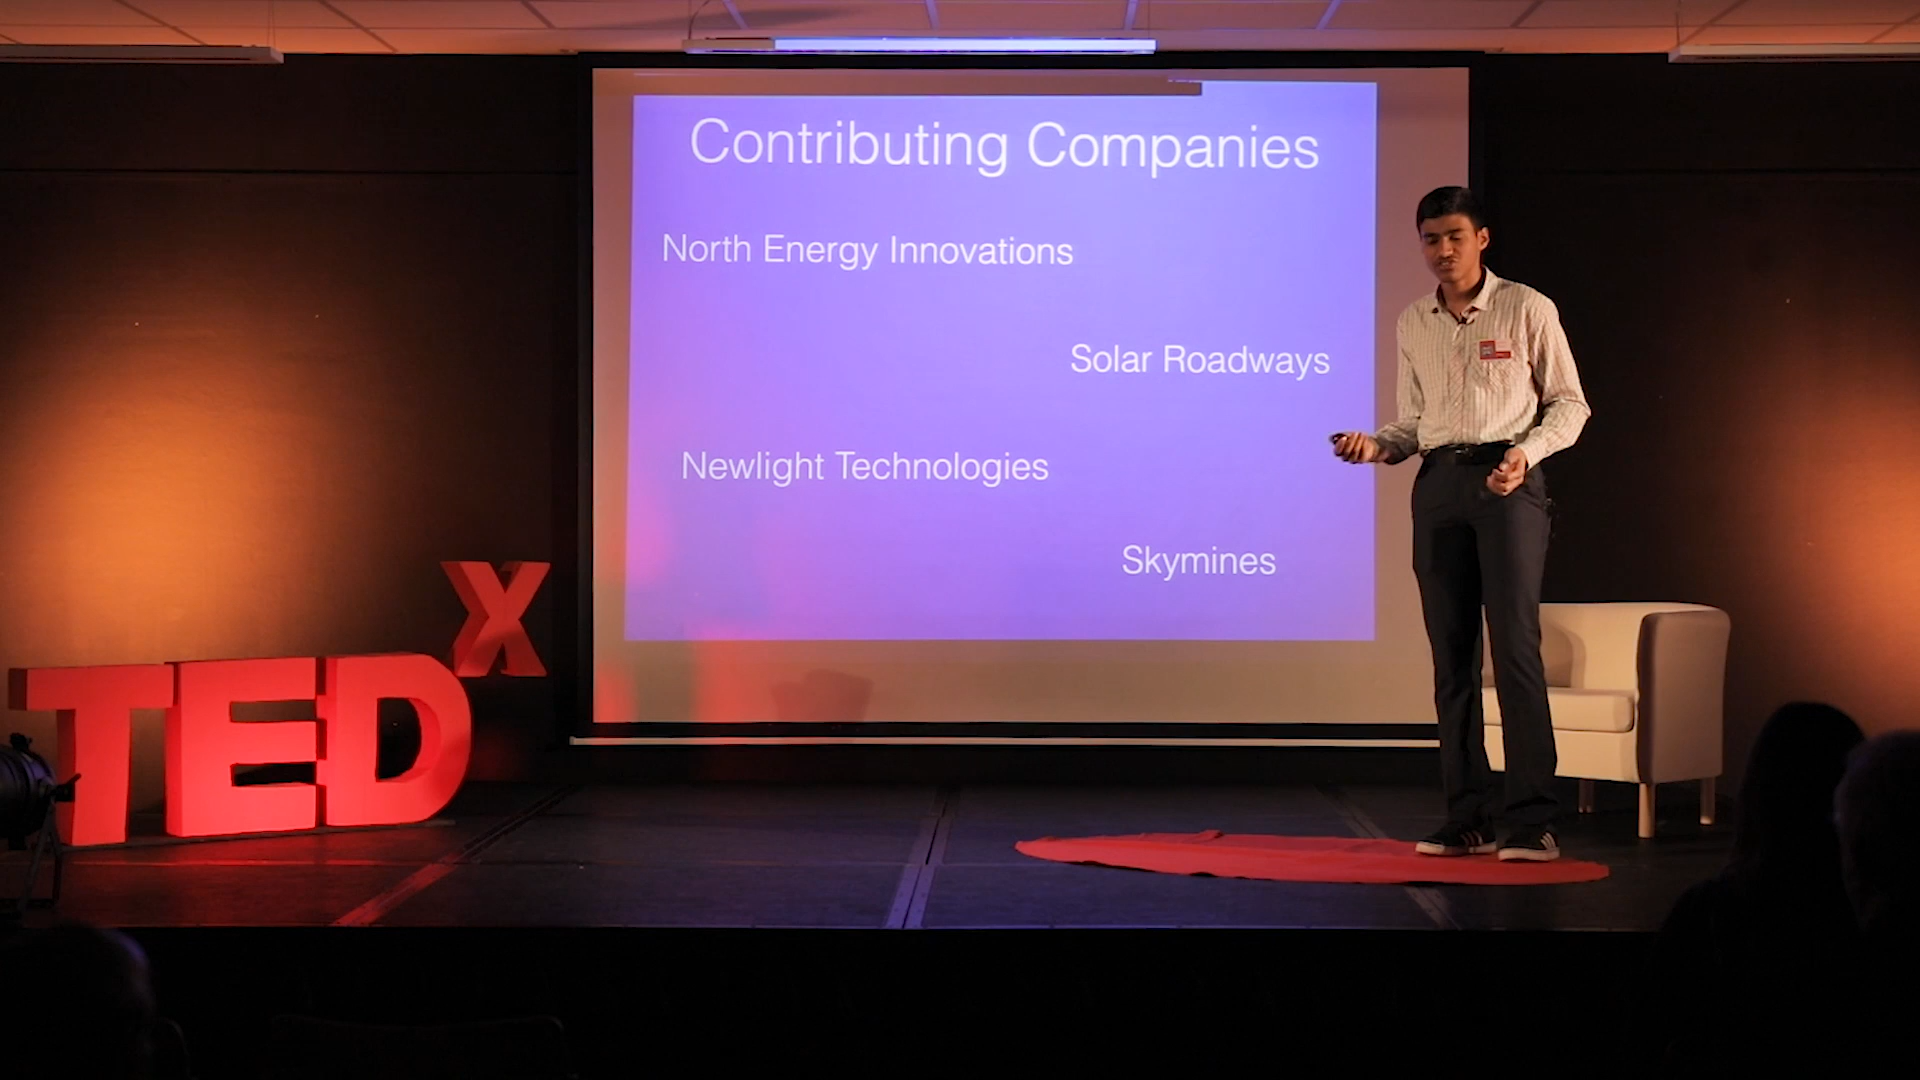 Contributing Companies
North Energy Innovations
Solar Roadways
Newlight Technologies
Skymines
TEDX